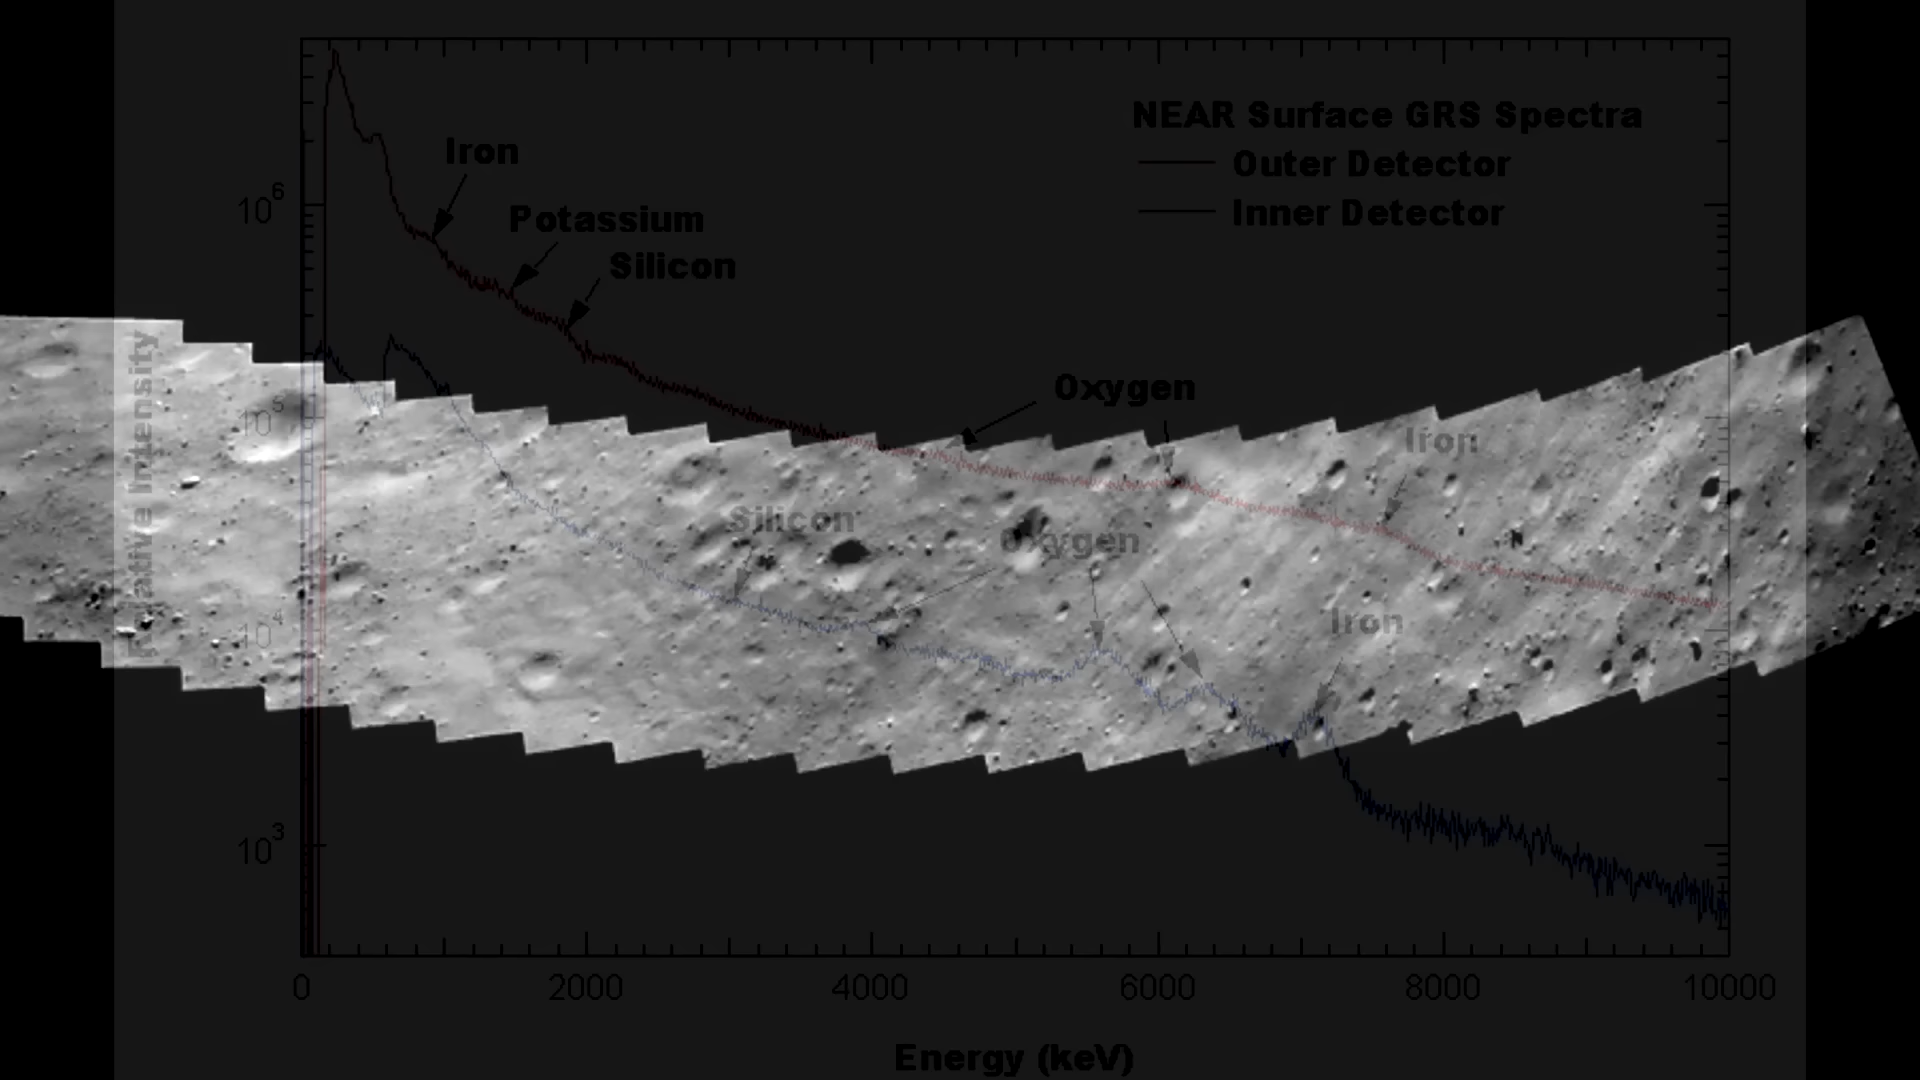 NEAR Surface GRS Spectra
Outer Detector
Inner Detector
Iron
Potassium
Silicon
Oxygen
Iron
Silicon
Oxygen
Iron
Relative Intensity
10^6
10^5
10^4
10^3
0 2000 4000 6000 8000 10000
Energy (keV)